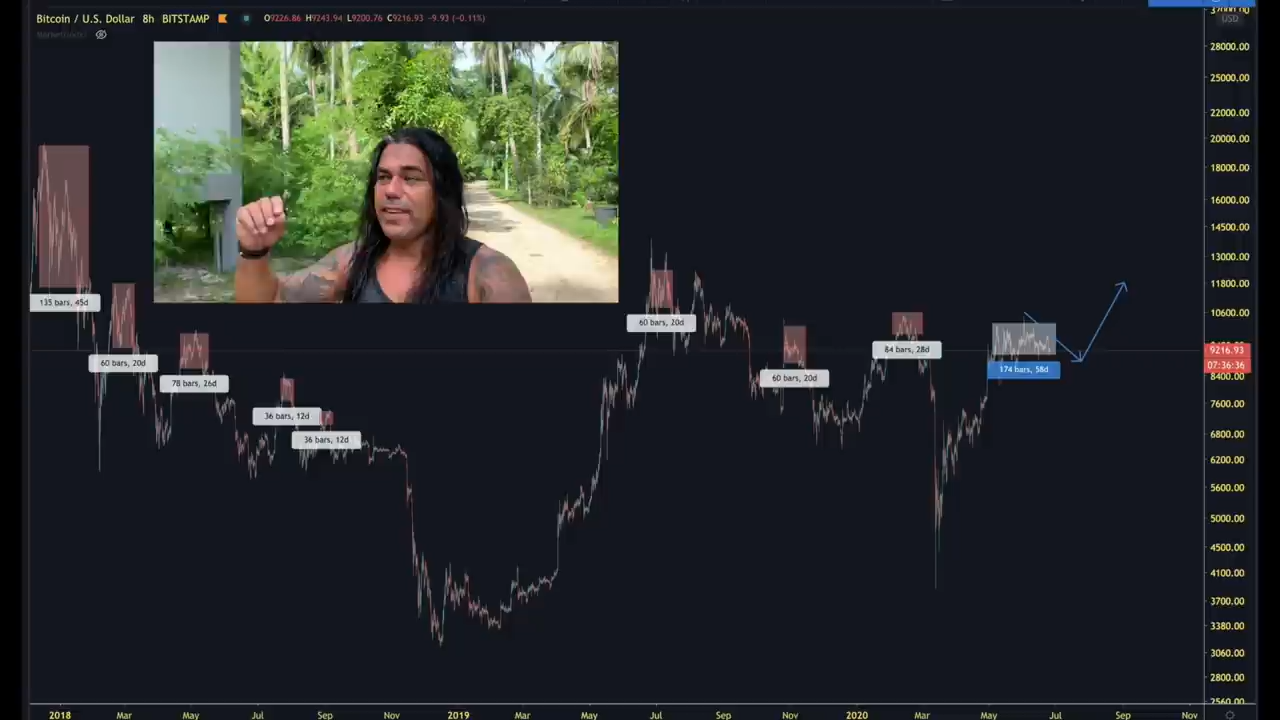 Bitcoin / U.S. Dollar 8h BITSTAMP O9226.86 H9243.94 L9200.76 C9216.93 -9.93 (-0.11%)
USD
28000.00
25000.00
22000.00
20000.00
18000.00
16000.00
14500.00
13000.00
11800.00
10600.00
9216.93
07:36:36
8400.00
7600.00
6800.00
6200.00
5600.00
5000.00
4500.00
4100.00
3700.00
3380.00
3060.00
2800.00
2560.00
135 bars, 45d
60 bars, 20d
78 bars, 26d
36 bars, 12d
36 bars, 12d
60 bars, 20d
60 bars, 20d
84 bars, 28d
174 bars, 58d
2018 Mar May Jul Sep Nov 2019 Mar May Jul Sep Nov 2020 Mar May Jul Sep Nov